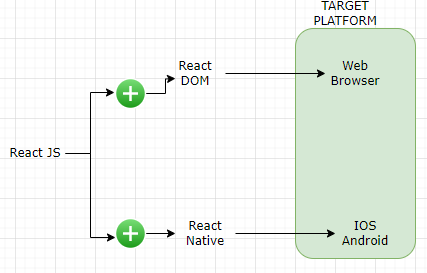 TARGET
PLATFORM
React
DOM
Web
Browser
React JS
React
Native
IOS
Android